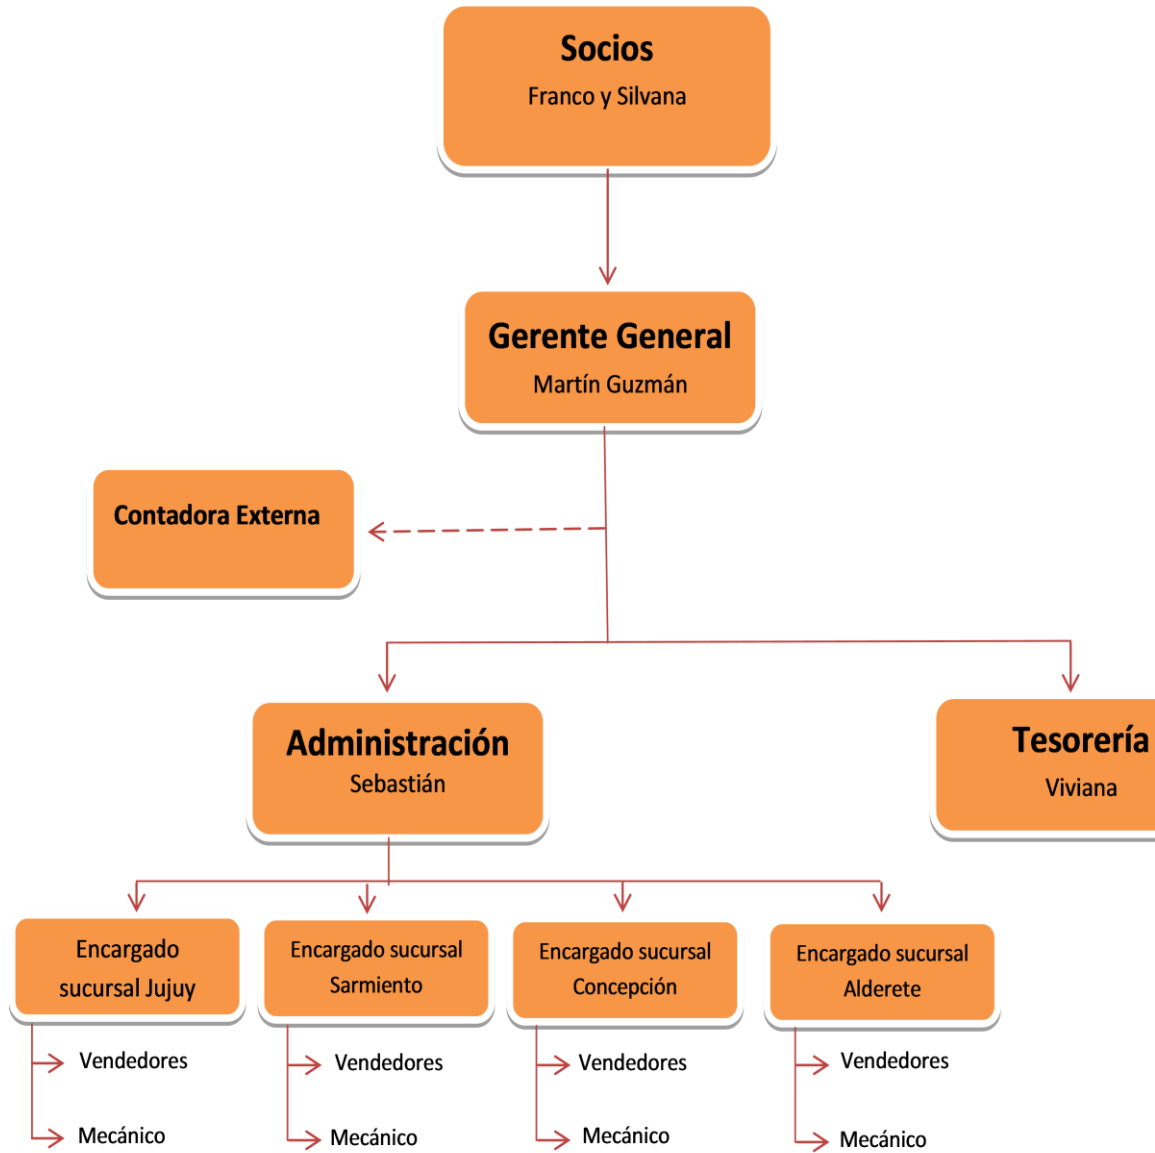 Socios
Franco y Silvana
Gerente General
Martín Guzmán
Contadora Externa
Administración
Sebastián
Tesorería
Viviana
Encargado
sucursal Jujuy
Encargado sucursal
Sarmiento
Encargado sucursal
Concepción
Encargado sucursal
Alderete
Vendedores
Vendedores
Vendedores
Vendedores
Mecánico
Mecánico
Mecánico
Mecánico